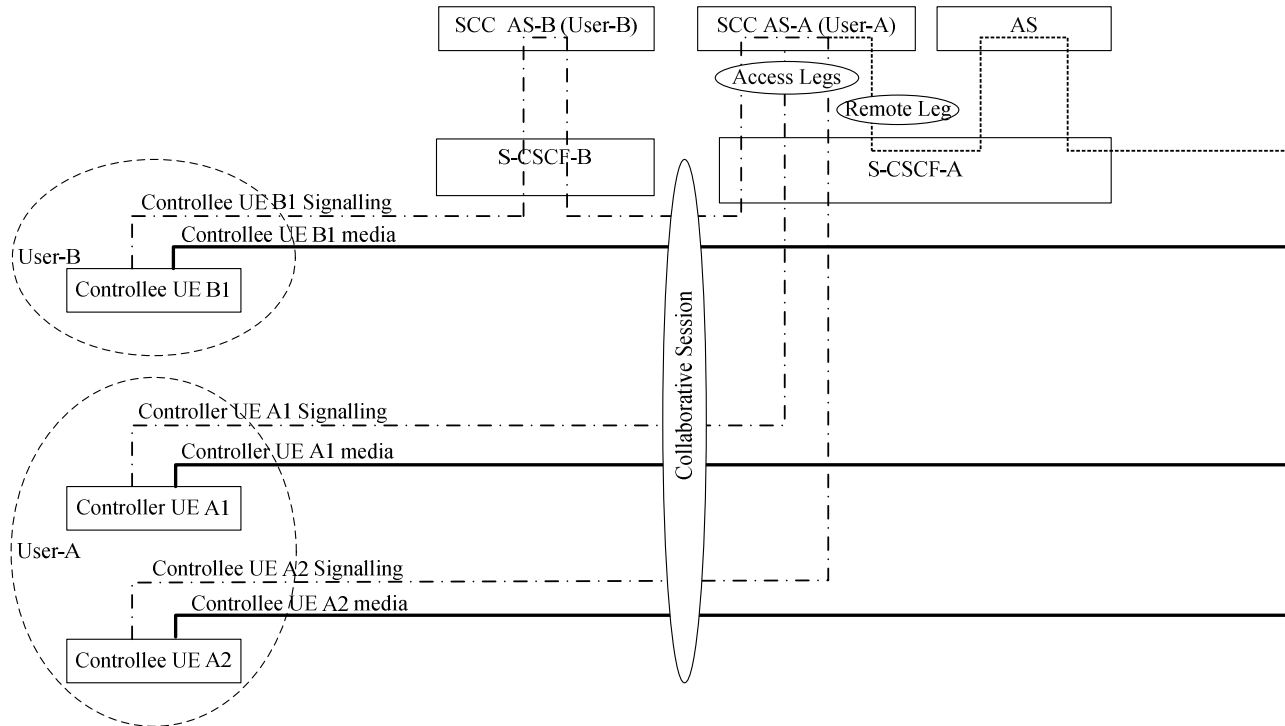 SCC AS-B (User-B)
SCC AS-A (User-A)
AS
Access Legs
Remote Leg
S-CSCF-B
S-CSCF-A
Controllee UE B1 Signalling
Controllee UE B1 media
User-B
Controllee UE B1
Collaborative Session
Controller UE A1 Signalling
Controller UE A1 media
Controller UE A1
User-A
Controllee UE A2 Signalling
Controllee UE A2 media
Controllee UE A2